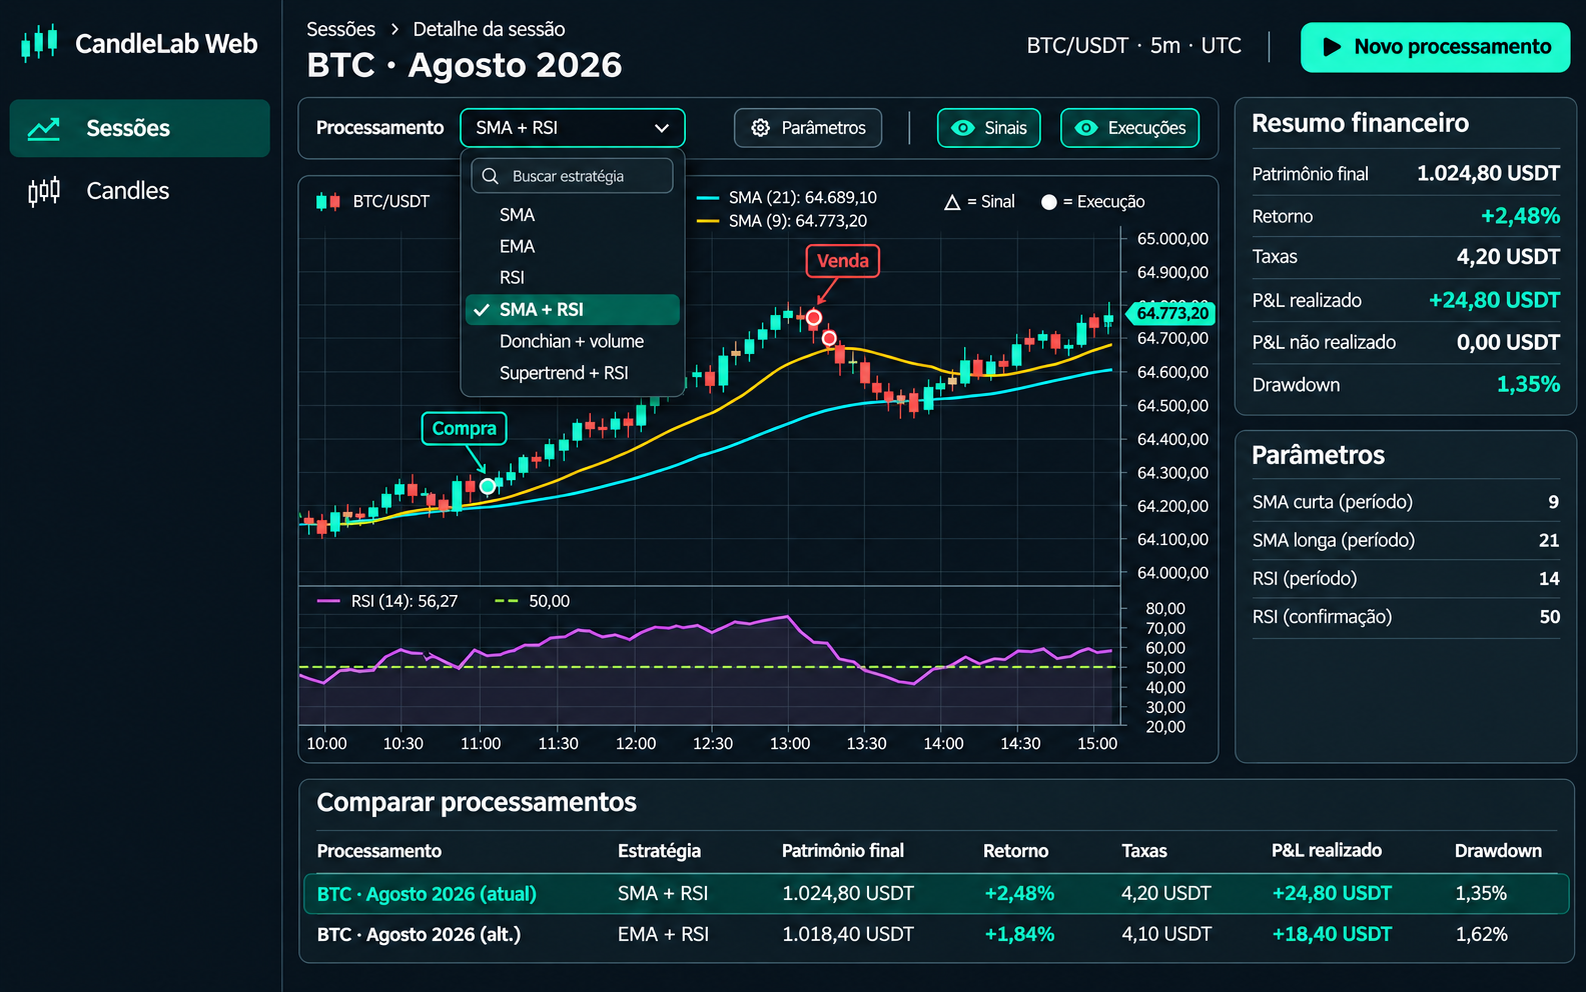 CandleLab Web
Sessões
Candles
Sessões > Detalhe da sessão
BTC · Agosto 2026
BTC/USDT · 5m · UTC
Novo processamento
Processamento
SMA + RSI
Parâmetros
Sinais
Execuções
Buscar estratégia
SMA
EMA
RSI
SMA + RSI
Donchian + volume
Supertrend + RSI
BTC/USDT
SMA (21): 64.689,10
SMA (9): 64.773,20
= Sinal
= Execução
Venda
Compra
65.000,00
64.900,00
64.773,20
64.700,00
64.600,00
64.500,00
64.400,00
64.300,00
64.200,00
64.100,00
64.000,00
RSI (14): 56,27
50,00
80,00
70,00
60,00
50,00
40,00
30,00
20,00
10:00 10:30 11:00 11:30 12:00 12:30 13:00 13:30 14:00 14:30 15:00
Resumo financeiro
Patrimônio final 1.024,80 USDT
Retorno +2,48%
Taxas 4,20 USDT
P&L realizado +24,80 USDT
P&L não realizado 0,00 USDT
Drawdown 1,35%
Parâmetros
SMA curta (período) 9
SMA longa (período) 21
RSI (período) 14
RSI (confirmação) 50
Comparar processamentos
Processamento Estratégia Patrimônio final Retorno Taxas P&L realizado Drawdown
BTC · Agosto 2026 (atual) SMA + RSI 1.024,80 USDT +2,48% 4,20 USDT +24,80 USDT 1,35%
BTC · Agosto 2026 (alt.) EMA + RSI 1.018,40 USDT +1,84% 4,10 USDT +18,40 USDT 1,62%